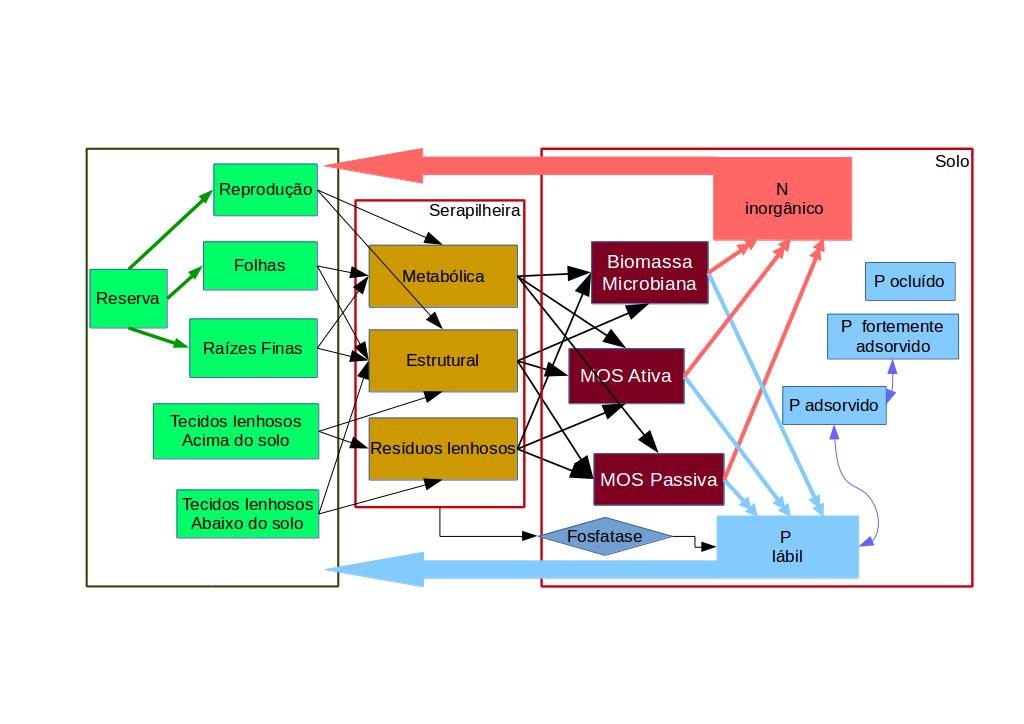 Solo
Reprodução
N
inorgânico
Serapilheira
Folhas
Metabólica
Biomassa
Microbiana
P ocluído
Reserva
P fortemente
adsorvido
Raízes Finas
Estrutural
MOS Ativa
P adsorvido
Tecidos lenhosos
Acima do solo
Resíduos lenhosos
MOS Passiva
Tecidos lenhosos
Abaixo do solo
Fosfatase
P
lábil